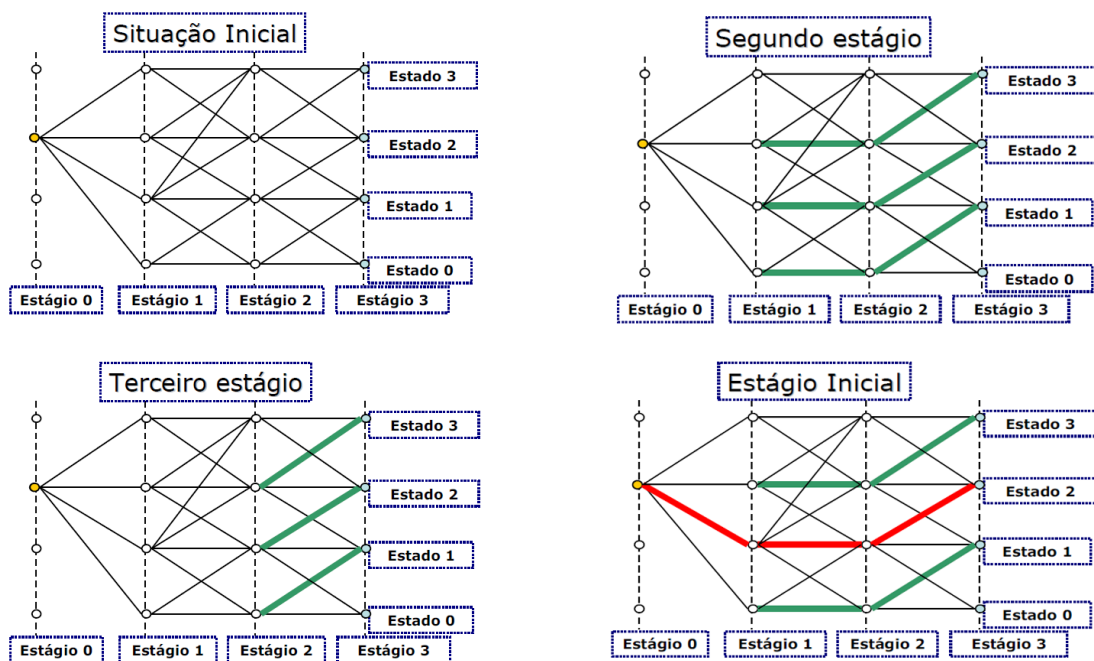 Situação Inicial
Estado 3
Estado 2
Estado 1
Estado 0
Estágio 0
Estágio 1
Estágio 2
Estágio 3
Segundo estágio
Estado 3
Estado 2
Estado 1
Estado 0
Estágio 0
Estágio 1
Estágio 2
Estágio 3
Terceiro estágio
Estado 3
Estado 2
Estado 1
Estado 0
Estágio 0
Estágio 1
Estágio 2
Estágio 3
Estágio Inicial
Estado 3
Estado 2
Estado 1
Estado 0
Estágio 0
Estágio 1
Estágio 2
Estágio 3